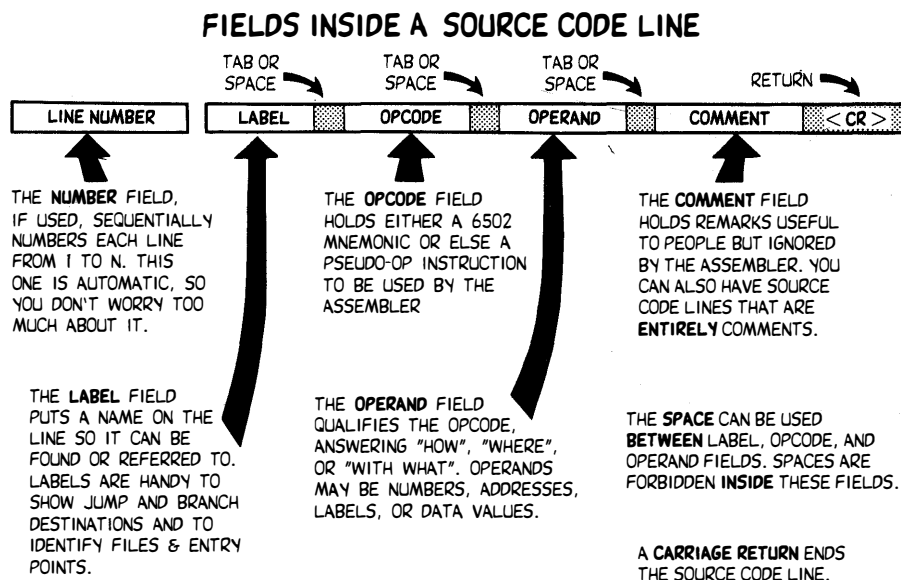 FIELDS INSIDE A SOURCE CODE LINE
TAB OR
SPACE
TAB OR
SPACE
TAB OR
SPACE
RETURN
LINE NUMBER
LABEL
OPCODE
OPERAND
COMMENT
< CR >
THE NUMBER FIELD,
IF USED, SEQUENTIALLY
NUMBERS EACH LINE
FROM 1 TO N. THIS
ONE IS AUTOMATIC, SO
YOU DON'T WORRY TOO
MUCH ABOUT IT.
THE OPCODE FIELD
HOLDS EITHER A 6502
MNEMONIC OR ELSE A
PSEUDO-OP INSTRUCTION
TO BE USED BY THE
ASSEMBLER
THE COMMENT FIELD
HOLDS REMARKS USEFUL
TO PEOPLE BUT IGNORED
BY THE ASSEMBLER. YOU
CAN ALSO HAVE SOURCE
CODE LINES THAT ARE
ENTIRELY COMMENTS.
THE LABEL FIELD
PUTS A NAME ON THE
LINE SO IT CAN BE
FOUND OR REFERRED TO.
LABELS ARE HANDY TO
SHOW JUMP AND BRANCH
DESTINATIONS AND TO
IDENTIFY FILES & ENTRY
POINTS.
THE OPERAND FIELD
QUALIFIES THE OPCODE,
ANSWERING "HOW", "WHERE",
OR "WITH WHAT". OPERANDS
MAY BE NUMBERS, ADDRESSES,
LABELS, OR DATA VALUES.
THE SPACE CAN BE USED
BETWEEN LABEL, OPCODE, AND
OPERAND FIELDS. SPACES ARE
FORBIDDEN INSIDE THESE FIELDS.
A CARRIAGE RETURN ENDS
THE SOURCE CODE LINE.